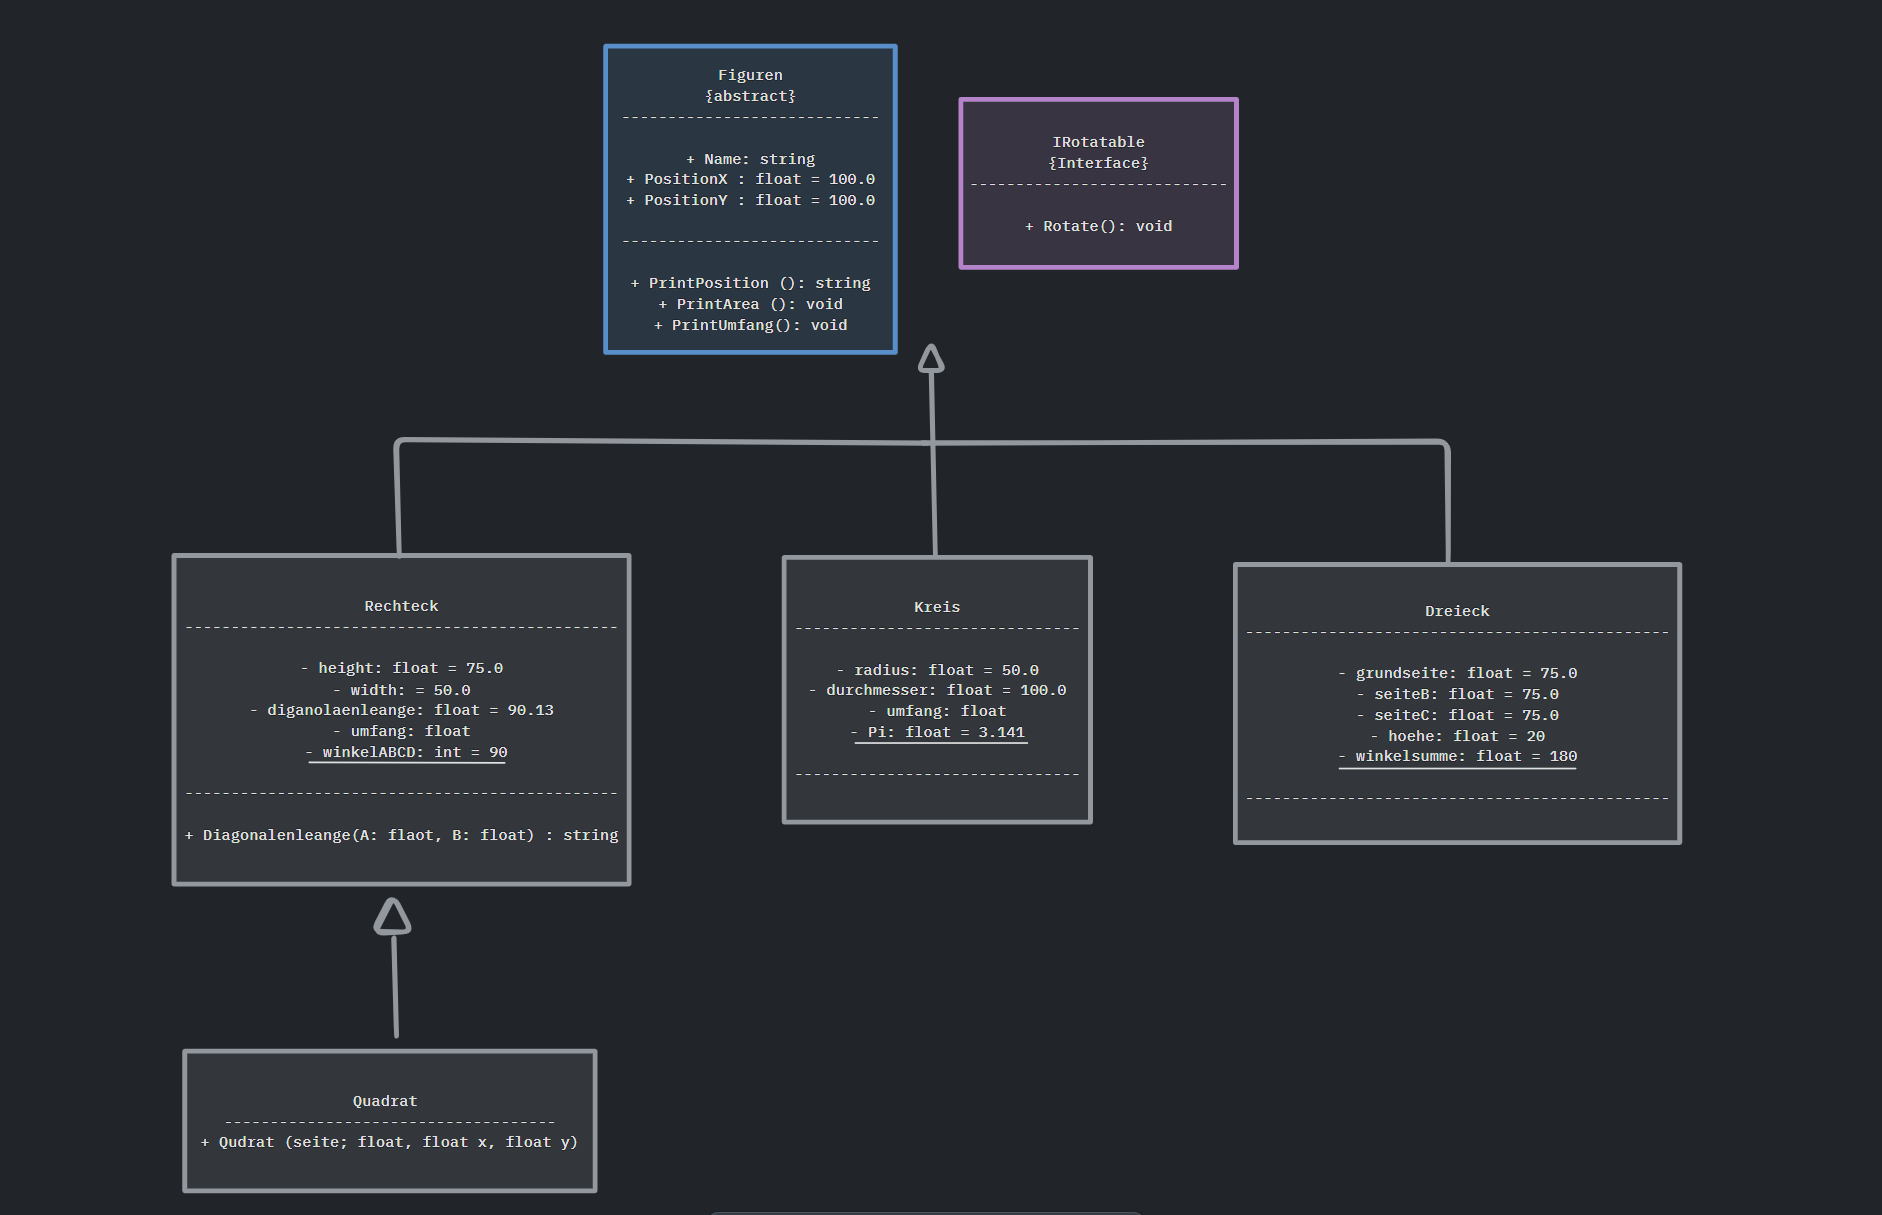 Figuren
{abstract}
----------------------------
+ Name: string
+ PositionX : float = 100.0
+ PositionY : float = 100.0
----------------------------
+ PrintPosition (): string
+ PrintArea (): void
+ PrintUmfang(): void
IRotatable
{Interface}
----------------------------
+ Rotate(): void
Rechteck
-----------------------------------------------
- height: float = 75.0
- width: = 50.0
- diganolaenleange: float = 90.13
- umfang: float
- winkelABCD: int = 90
-----------------------------------------------
+ Diagonalenleange(A: flaot, B: float) : string
Kreis
-------------------------------
- radius: float = 50.0
- durchmesser: float = 100.0
- umfang: float
- Pi: float = 3.141
-------------------------------
Dreieck
----------------------------------------------
- grundseite: float = 75.0
- seiteB: float = 75.0
- seiteC: float = 75.0
- hoehe: float = 20
- winkelsumme: float = 180
----------------------------------------------
Quadrat
------------------------------------
+ Qudrat (seite; float, float x, float y)